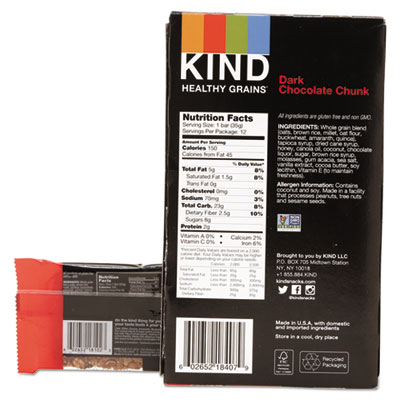 KIND
HEALTHY GRAINS®
Dark
Chocolate Chunk
Nutrition Facts
Serving Size: 1 bar (35g)
Servings Per Package: 12
Amount Per Serving
Calories 150
Calories from Fat 45
% Daily Value*
Total Fat 5g 8%
Saturated Fat 1.5g 8%
Trans Fat 0g
Cholesterol 0mg 0%
Sodium 70mg 3%
Total Carb. 23g 8%
Dietary Fiber 2.5g 10%
Sugars 6g
Protein 2g
Vitamin A 0% • Calcium 2%
Vitamin C 0% • Iron 6%
All ingredients are gluten free and non GMO.
INGREDIENTS: Whole grain blend
(oats, brown rice, millet, oat flour,
buckwheat, amaranth, quinoa),
tapioca syrup, dried cane syrup,
honey, canola oil, coconut, chocolate
liquor, sugar, brown rice syrup,
molasses, gum acacia, sea salt,
vanilla extract, cocoa butter, soy
lecithin, Vitamin E (to maintain
freshness).
Allergen Information: Contains
coconut and soy. Made in a facility
that processes peanuts, tree nuts
and sesame seeds.
Brought to you by KIND LLC
P.O. BOX 705 Midtown Station
NY, NY 10018
+1 855.884.KIND
kindsnacks.com
@kindsnacks
Made in U.S.A. with domestic
and imported ingredients
Store in a cool, dry place
FSC
Recyclable
Packaging
6 02652 18407 9
Nutrition
Facts